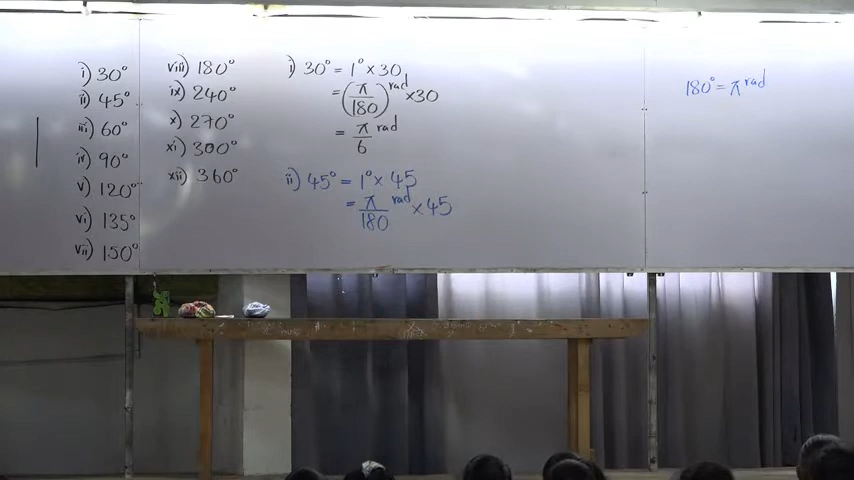 i) 30°
ii) 45°
iii) 60°
iv) 90°
v) 120°
vi) 135°
vii) 150°
viii) 180°
ix) 240°
x) 270°
xi) 300°
xii) 360°
i) 30° = 1° × 30
= (π/180)^rad × 30
= π/6 rad
ii) 45° = 1° × 45
= π/180 rad × 45
180° = π rad